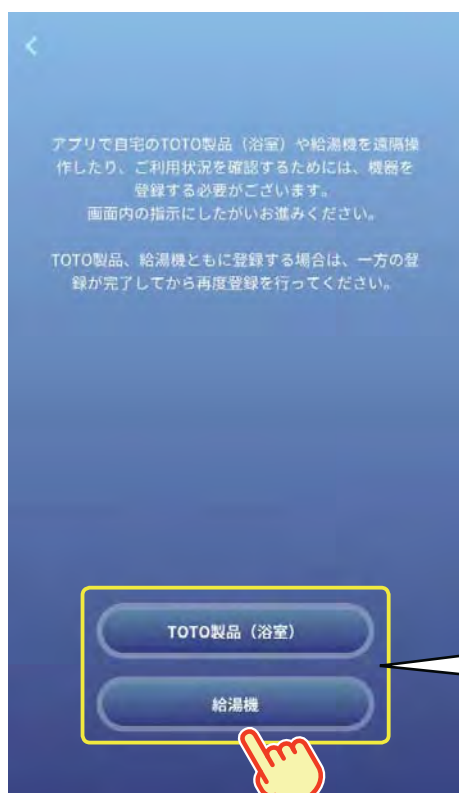 アプリで自宅のTOTO製品（浴室）や給湯機を遠隔操
作したり、ご利用状況を確認するためには、機器を
登録する必要がございます。
画面内の指示にしたがいお進みください。
TOTO製品、給湯機ともに登録する場合は、一方の登
録が完了してから再度登録を行ってください。
TOTO製品（浴室）
給湯機